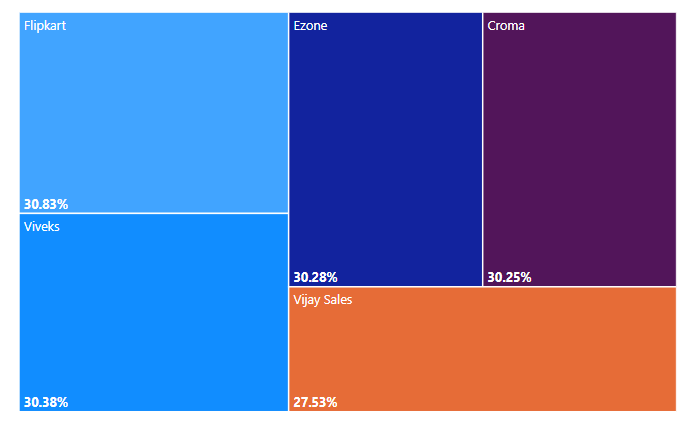 Flipkart
30.83%
Viveks
30.38%
Ezone
30.28%
Croma
30.25%
Vijay Sales
27.53%